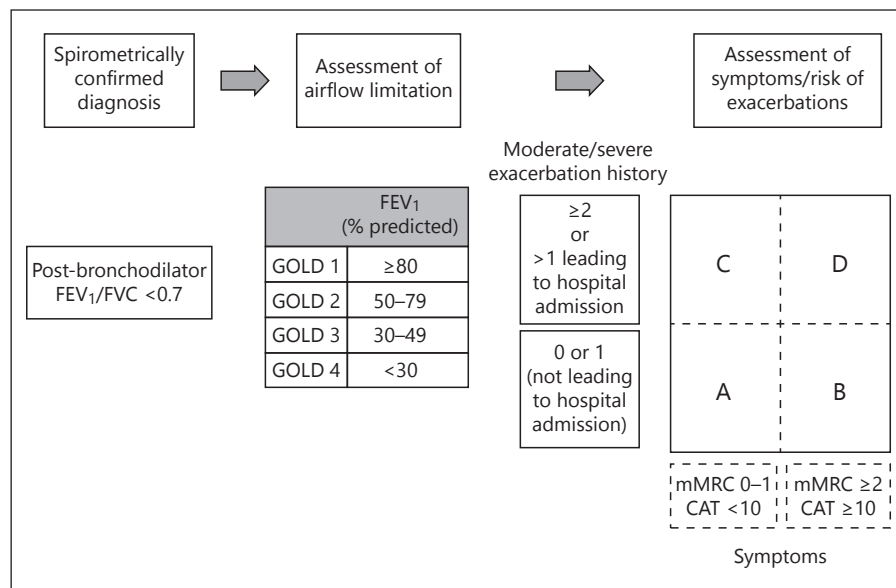 Spirometrically
confirmed
diagnosis
Assessment of
airflow limitation
Assessment of
symptoms/risk of
exacerbations
Moderate/severe
exacerbation history
Post-bronchodilator
FEV₁/FVC <0.7
FEV₁
(% predicted)
GOLD 1 ≥80
GOLD 2 50–79
GOLD 3 30–49
GOLD 4 <30
≥2
or
>1 leading
to hospital
admission
0 or 1
(not leading
to hospital
admission)
C D
A B
mMRC 0–1 mMRC ≥2
CAT <10 CAT ≥10
Symptoms